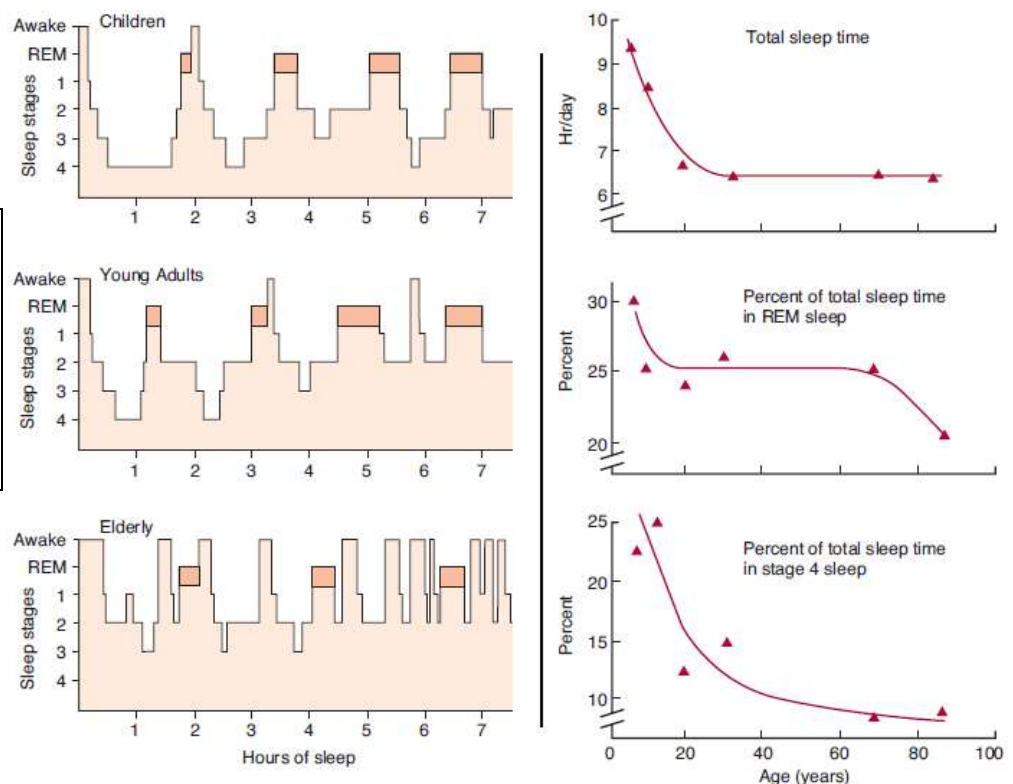 Children
Awake
REM
1
2
3
4
Sleep stages
1 2 3 4 5 6 7
Young Adults
Awake
REM
1
2
3
4
Sleep stages
1 2 3 4 5 6 7
Elderly
Awake
REM
1
2
3
4
Sleep stages
1 2 3 4 5 6 7
Hours of sleep
Total sleep time
10
9
8
7
6
Hr/day
Percent of total sleep time
in REM sleep
30
25
20
Percent
Percent of total sleep time
in stage 4 sleep
25
20
15
10
Percent
0 20 40 60 80 100
Age (years)